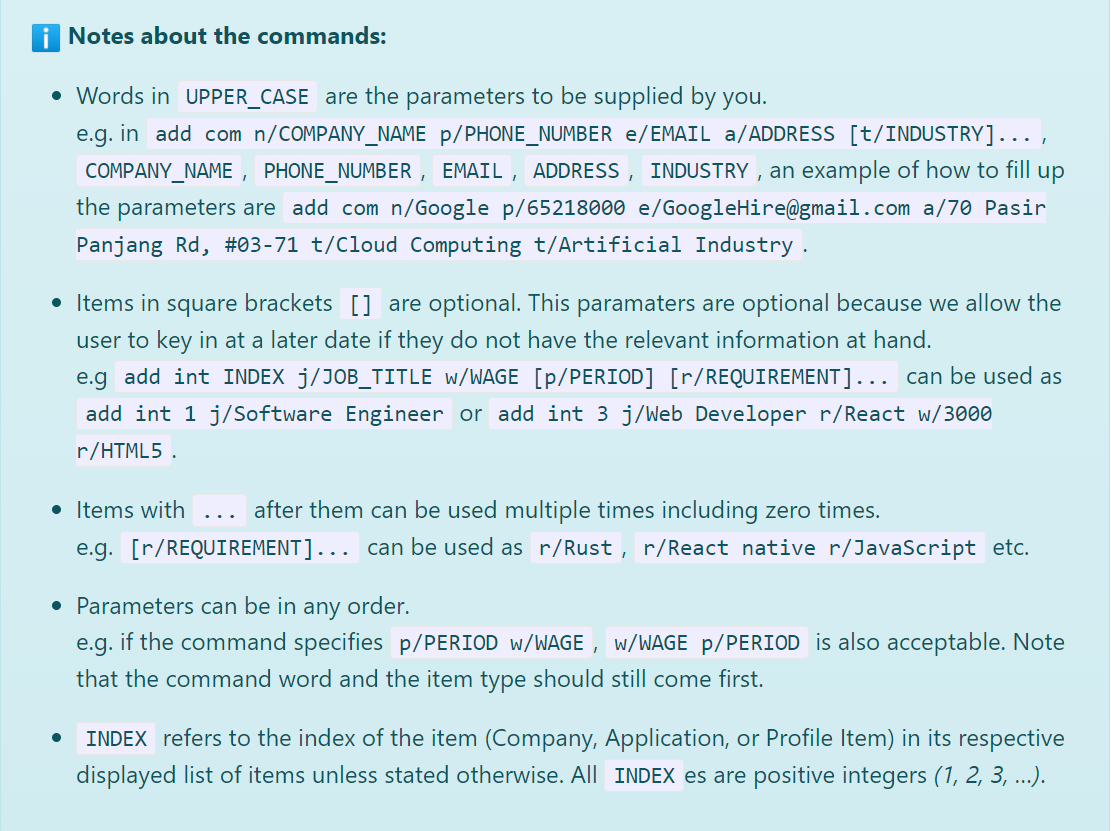 ℹ️ Notes about the commands:
• Words in UPPER_CASE are the parameters to be supplied by you.
e.g. in add com n/COMPANY_NAME p/PHONE_NUMBER e/EMAIL a/ADDRESS [t/INDUSTRY]... ,
COMPANY_NAME , PHONE_NUMBER , EMAIL , ADDRESS , INDUSTRY , an example of how to fill up
the parameters are add com n/Google p/65218000 e/GoogleHire@gmail.com a/70 Pasir
Panjang Rd, #03-71 t/Cloud Computing t/Artificial Industry .
• Items in square brackets [] are optional. This paramaters are optional because we allow the
user to key in at a later date if they do not have the relevant information at hand.
e.g add int INDEX j/JOB_TITLE w/WAGE [p/PERIOD] [r/REQUIREMENT]... can be used as
add int 1 j/Software Engineer or add int 3 j/Web Developer r/React w/3000
r/HTML5 .
• Items with ... after them can be used multiple times including zero times.
e.g. [r/REQUIREMENT]... can be used as r/Rust , r/React native r/JavaScript etc.
• Parameters can be in any order.
e.g. if the command specifies p/PERIOD w/WAGE , w/WAGE p/PERIOD is also acceptable. Note
that the command word and the item type should still come first.
• INDEX refers to the index of the item (Company, Application, or Profile Item) in its respective
displayed list of items unless stated otherwise. All INDEX es are positive integers (1, 2, 3, …).